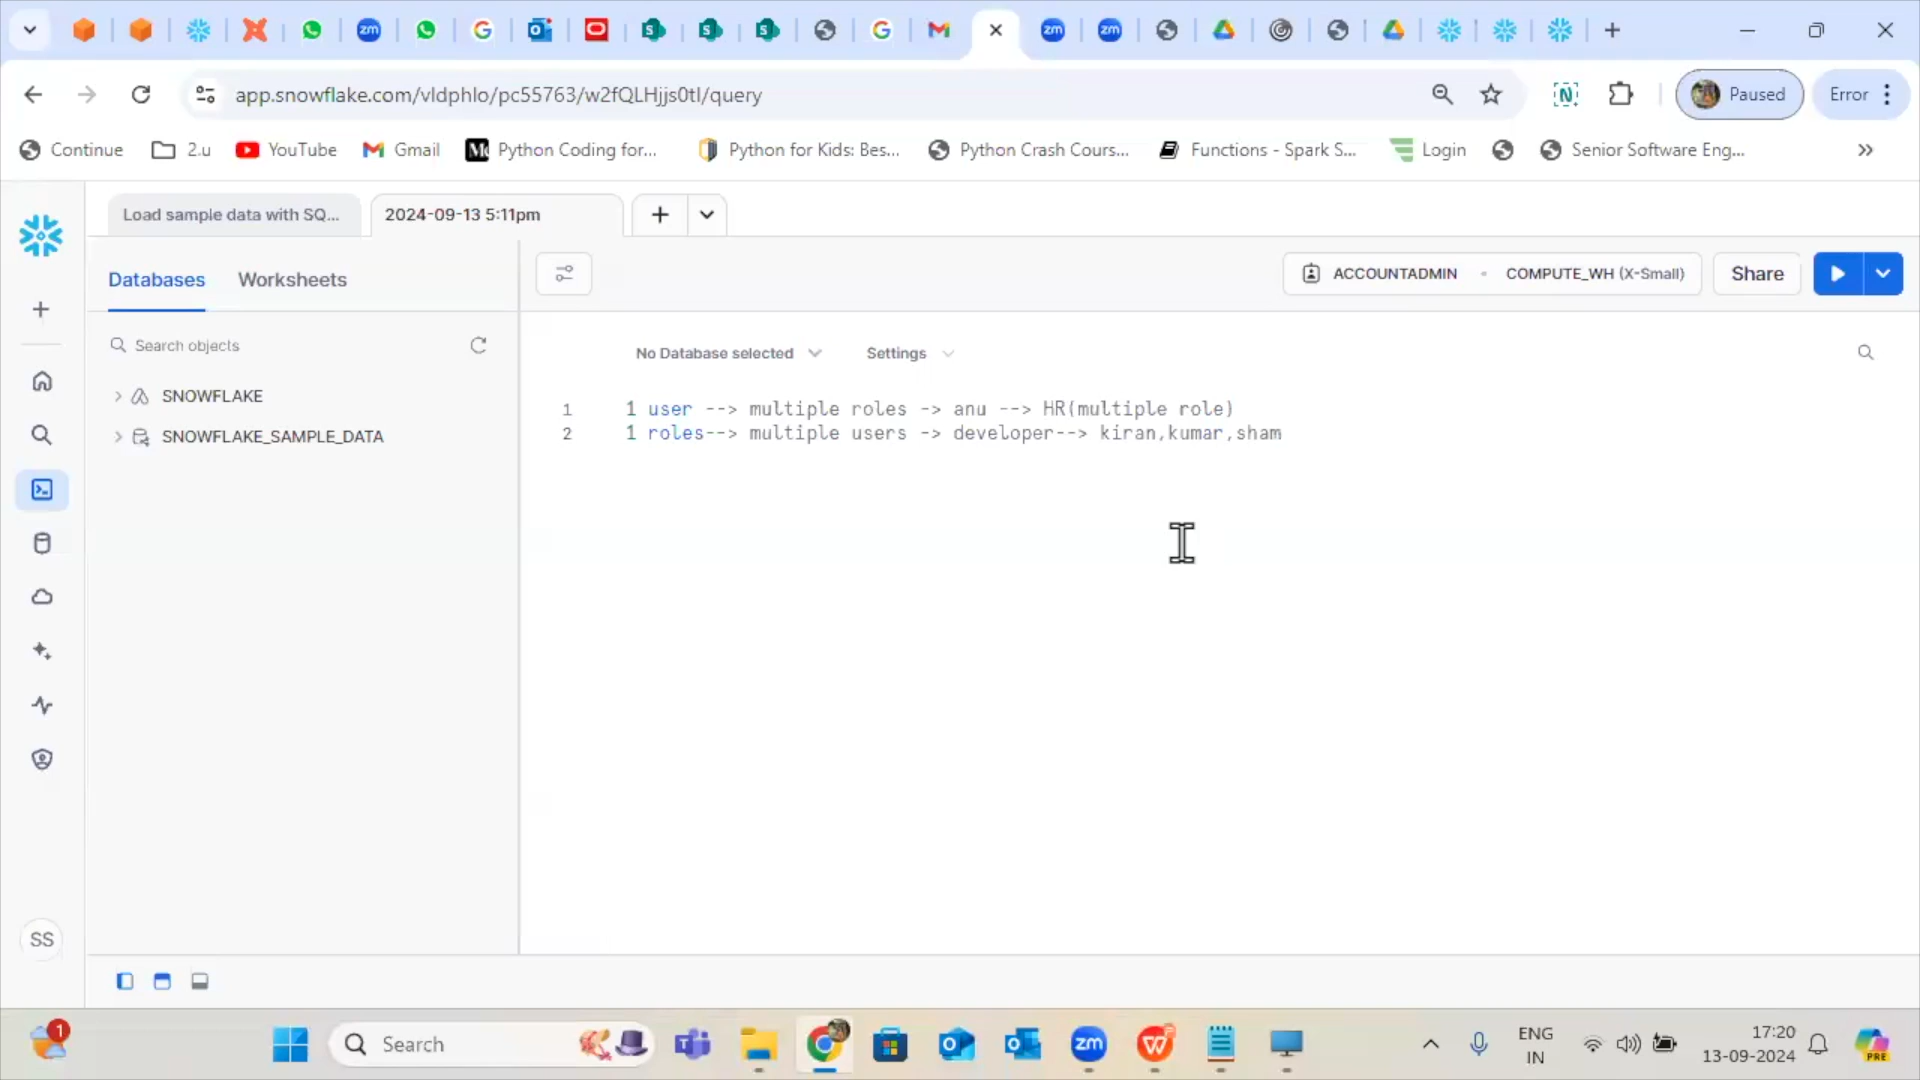 app.snowflake.com/vldphlo/pc55763/w2fQLHjjs0tI/query
Paused
Error
Continue
2.u
YouTube
Gmail
Python Coding for...
Python for Kids: Bes...
Python Crash Cours...
Functions - Spark S...
Login
Senior Software Eng...
Load sample data with SQ...
2024-09-13 5:11pm
Databases
Worksheets
ACCOUNTADMIN
COMPUTE_WH (X-Small)
Share
Search objects
No Database selected
Settings
SNOWFLAKE
SNOWFLAKE_SAMPLE_DATA
1 1 user --> multiple roles -> anu --> HR(multiple role)
2 1 roles--> multiple users -> developer--> kiran,kumar,sham
SS
1
Search
ENG
IN
17:20
13-09-2024
PRE